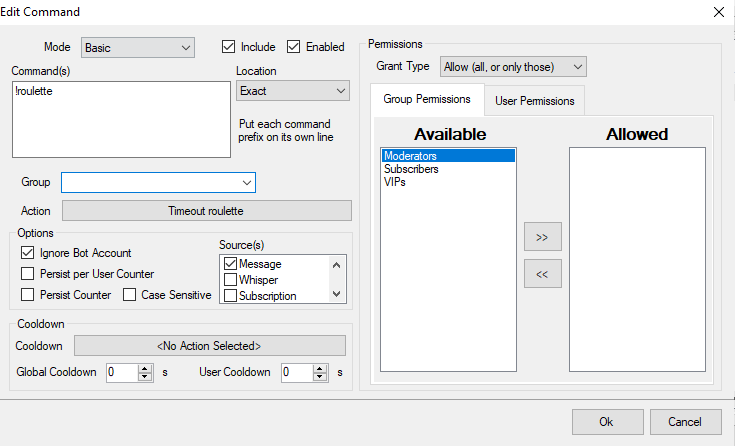 Edit Command
Mode
Basic
Include
Enabled
Command(s)
Location
!roulette
Exact
Put each command
prefix on its own line
Group
Action
Timeout roulette
Options
Ignore Bot Account
Persist per User Counter
Persist Counter
Case Sensitive
Source(s)
Message
Whisper
Subscription
Cooldown
Cooldown
<No Action Selected>
Global Cooldown
0
s
User Cooldown
0
s
Permissions
Grant Type
Allow (all, or only those)
Group Permissions
User Permissions
Available
Allowed
Moderators
Subscribers
VIPs
>>
<<
Ok
Cancel